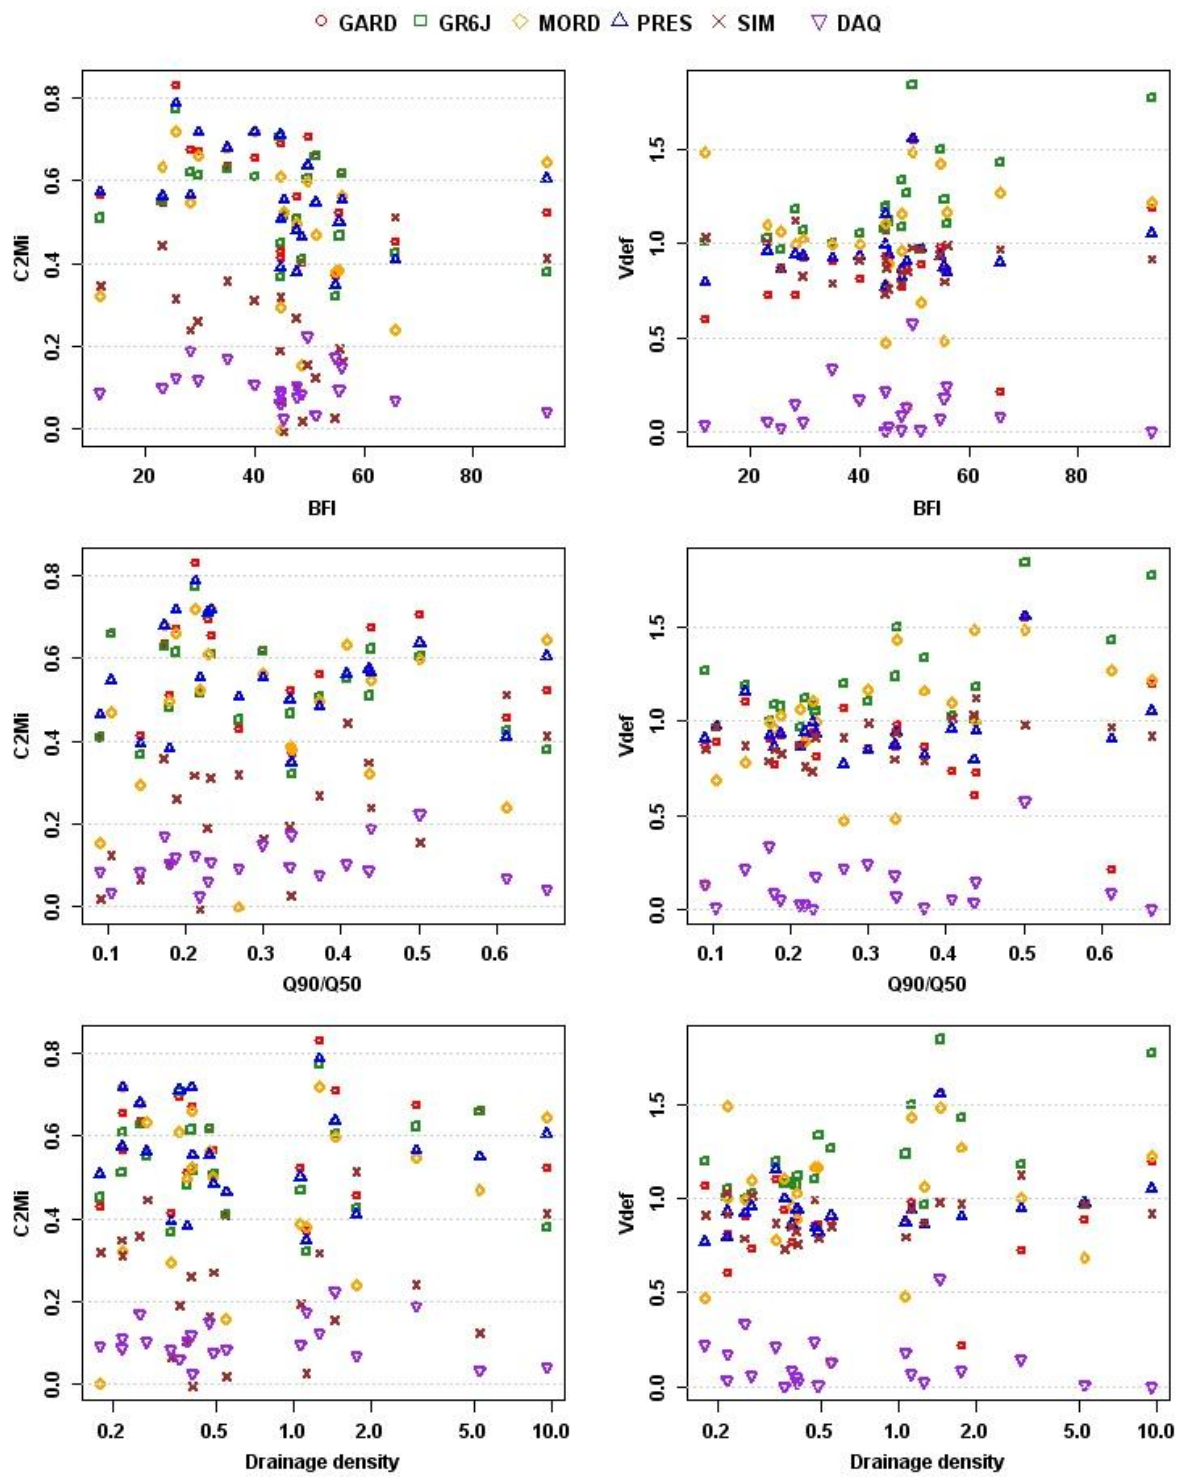 GARD GR6J MORD PRES SIM DAQ
C2Mi
0.0 0.2 0.4 0.6 0.8
20 40 60 80
BFI
Vdef
0.0 0.5 1.0 1.5
20 40 60 80
BFI
C2Mi
0.0 0.2 0.4 0.6 0.8
0.1 0.2 0.3 0.4 0.5 0.6
Q90/Q50
Vdef
0.0 0.5 1.0 1.5
0.1 0.2 0.3 0.4 0.5 0.6
Q90/Q50
C2Mi
0.0 0.2 0.4 0.6 0.8
0.2 0.5 1.0 2.0 5.0 10.0
Drainage density
Vdef
0.0 0.5 1.0 1.5
0.2 0.5 1.0 2.0 5.0 10.0
Drainage density